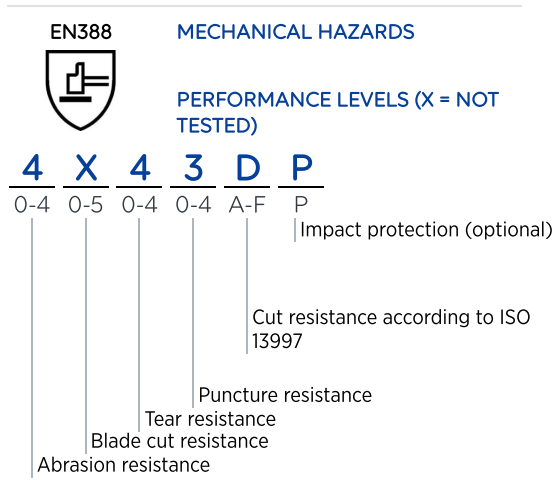 EN388
MECHANICAL HAZARDS
PERFORMANCE LEVELS (X = NOT
TESTED)
4 X 4 3 D P
0-4 0-5 0-4 0-4 A-F P
Impact protection (optional)
Cut resistance according to ISO
13997
Puncture resistance
Tear resistance
Blade cut resistance
Abrasion resistance